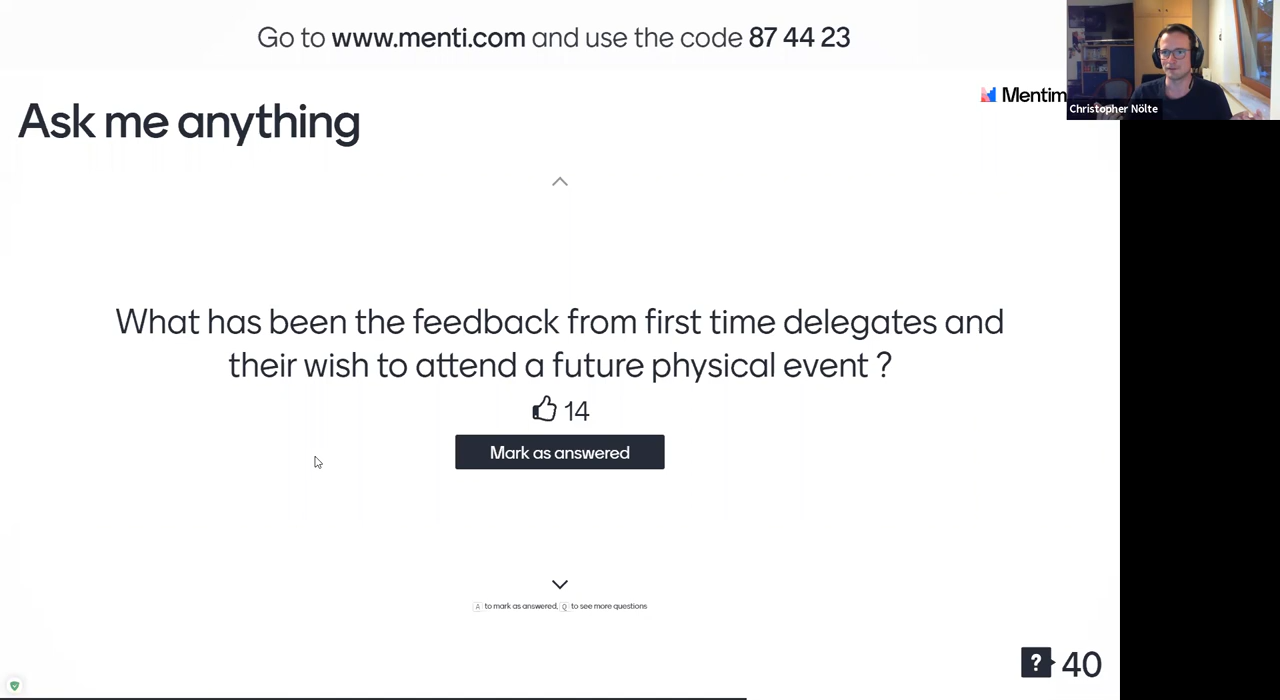 Go to www.menti.com and use the code 87 44 23
Mentim
Christopher Nölte
Ask me anything
What has been the feedback from first time delegates and
their wish to attend a future physical event ?
14
Mark as answered
A to mark as answered, Q to see more questions
? 40